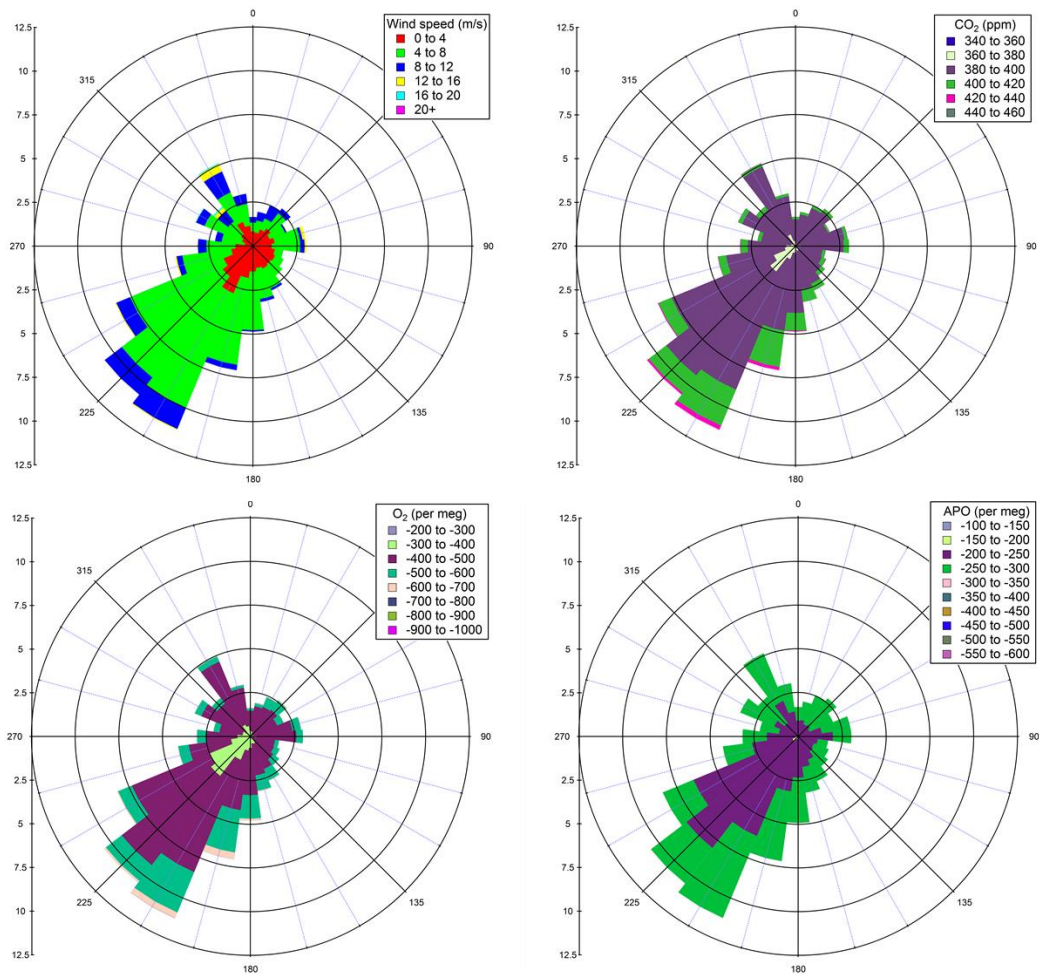 0
12.5
10
7.5
5
2.5
0
2.5
5
7.5
10
12.5
315
270
225
180
135
90
Wind speed (m/s)
0 to 4
4 to 8
8 to 12
12 to 16
16 to 20
20+
0
12.5
10
7.5
5
2.5
0
2.5
5
7.5
10
12.5
315
270
225
180
135
90
CO₂ (ppm)
340 to 360
360 to 380
380 to 400
400 to 420
420 to 440
440 to 460
0
12.5
10
7.5
5
2.5
0
2.5
5
7.5
10
12.5
315
270
225
180
135
90
O₂ (per meg)
-200 to -300
-300 to -400
-400 to -500
-500 to -600
-600 to -700
-700 to -800
-800 to -900
-900 to -1000
0
12.5
10
7.5
5
2.5
0
2.5
5
7.5
10
12.5
315
270
225
180
135
90
APO (per meg)
-100 to -150
-150 to -200
-200 to -250
-250 to -300
-300 to -350
-350 to -400
-400 to -450
-450 to -500
-500 to -550
-550 to -600